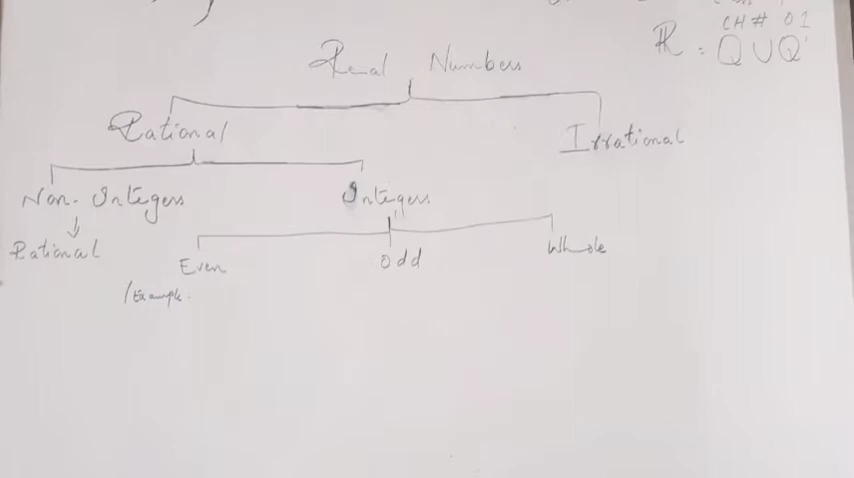 CH # 01
R = Q U Q'
Real Numbers
Rational Irrational
Non-Integers Integers
Rational
Even Odd Whole
/Example.